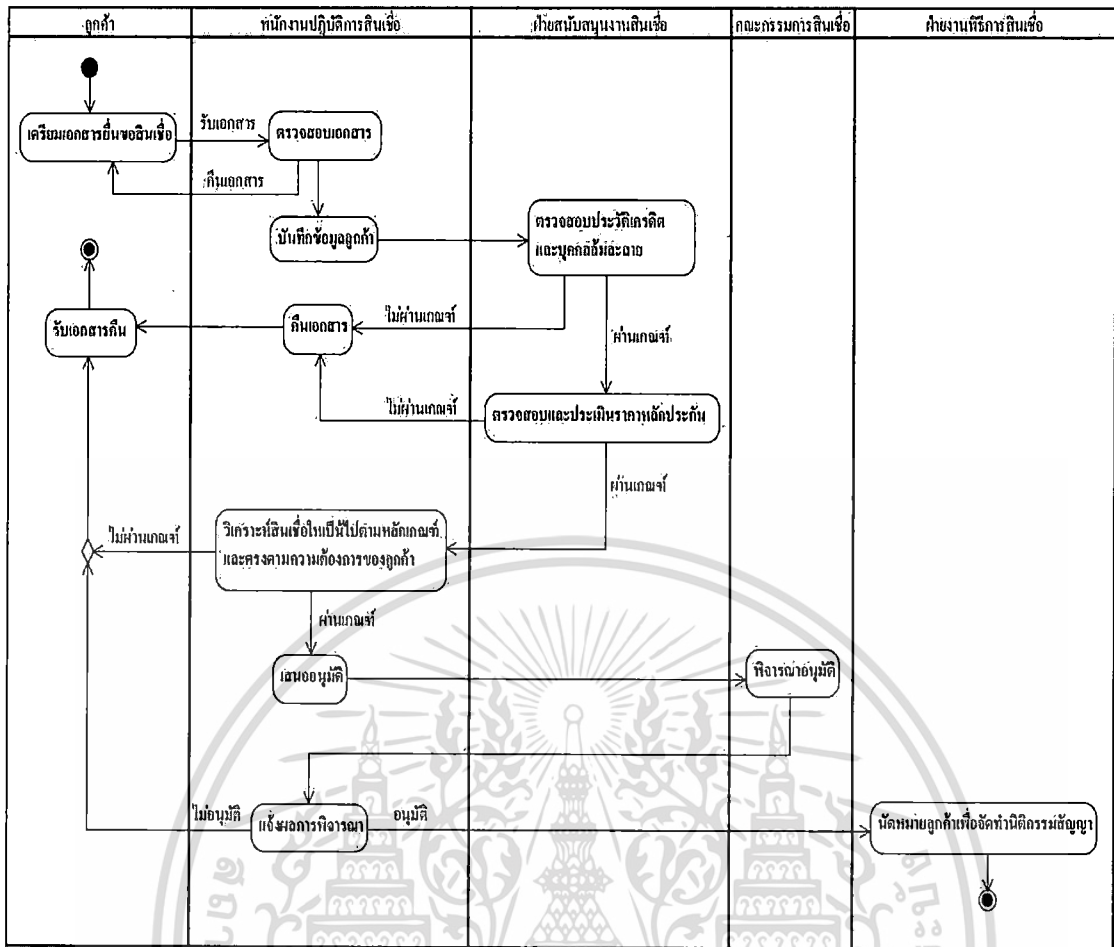 ลูกค้า
พนักงานปฏิบัติการสินเชื่อ
ฝ่ายสนับสนุนงานสินเชื่อ
คณะกรรมการสินเชื่อ
ฝ่ายงานพิธีการสินเชื่อ
เตรียมเอกสารยื่นขอสินเชื่อ
รับเอกสาร
ตรวจสอบเอกสาร
คืนเอกสาร
บันทึกข้อมูลลูกค้า
ตรวจสอบประวัติเครดิต
และบุคคลล้มละลาย
ไม่ผ่านเกณฑ์
รับเอกสารคืน
คืนเอกสาร
ผ่านเกณฑ์
ไม่ผ่านเกณฑ์
ตรวจสอบและประเมินราคาหลักประกัน
ผ่านเกณฑ์
ไม่ผ่านเกณฑ์
วิเคราะห์สินเชื่อให้เป็นไปตามหลักเกณฑ์
และตรงตามความต้องการของลูกค้า
ผ่านเกณฑ์
เสนออนุมัติ
พิจารณาอนุมัติ
ไม่อนุมัติ
แจ้งผลการพิจารณา
อนุมัติ
นัดหมายลูกค้าเพื่อจัดทำนิติกรรมสัญญา